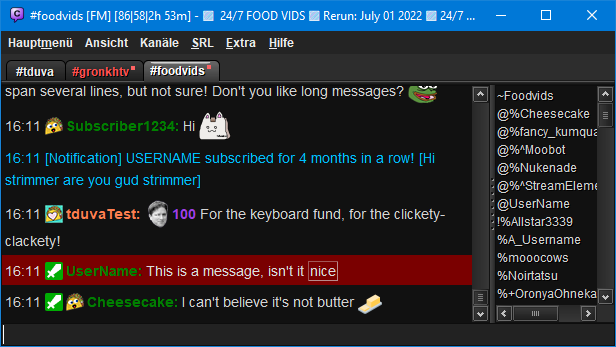 #foodvids [FM] [86|58|2h 53m] - 24/7 FOOD VIDS Rerun: July 01 2022 24/7 ...
Hauptmenü Ansicht Kanäle SRL Extra Hilfe
#tduva #gronkhtv #foodvids
span several lines, but not sure! Don't you like long messages?
16:11 Subscriber1234: Hi
16:11 [Notification] USERNAME subscribed for 4 months in a row! [Hi
strimmer are you gud strimmer]
16:11 tduvaTest: 100 For the keyboard fund, for the clickety-
clackety!
16:11 UserName: This is a message, isn't it nice
16:11 Cheesecake: I can't believe it's not butter
~Foodvids
@%Cheesecake
@%fancy_kumqua
@%^Moobot
@%Nukenade
@%^StreamEleme
@UserName
!%Allstar3339
%A_Username
%mooocows
%Noirtatsu
%+OronyaOhneka